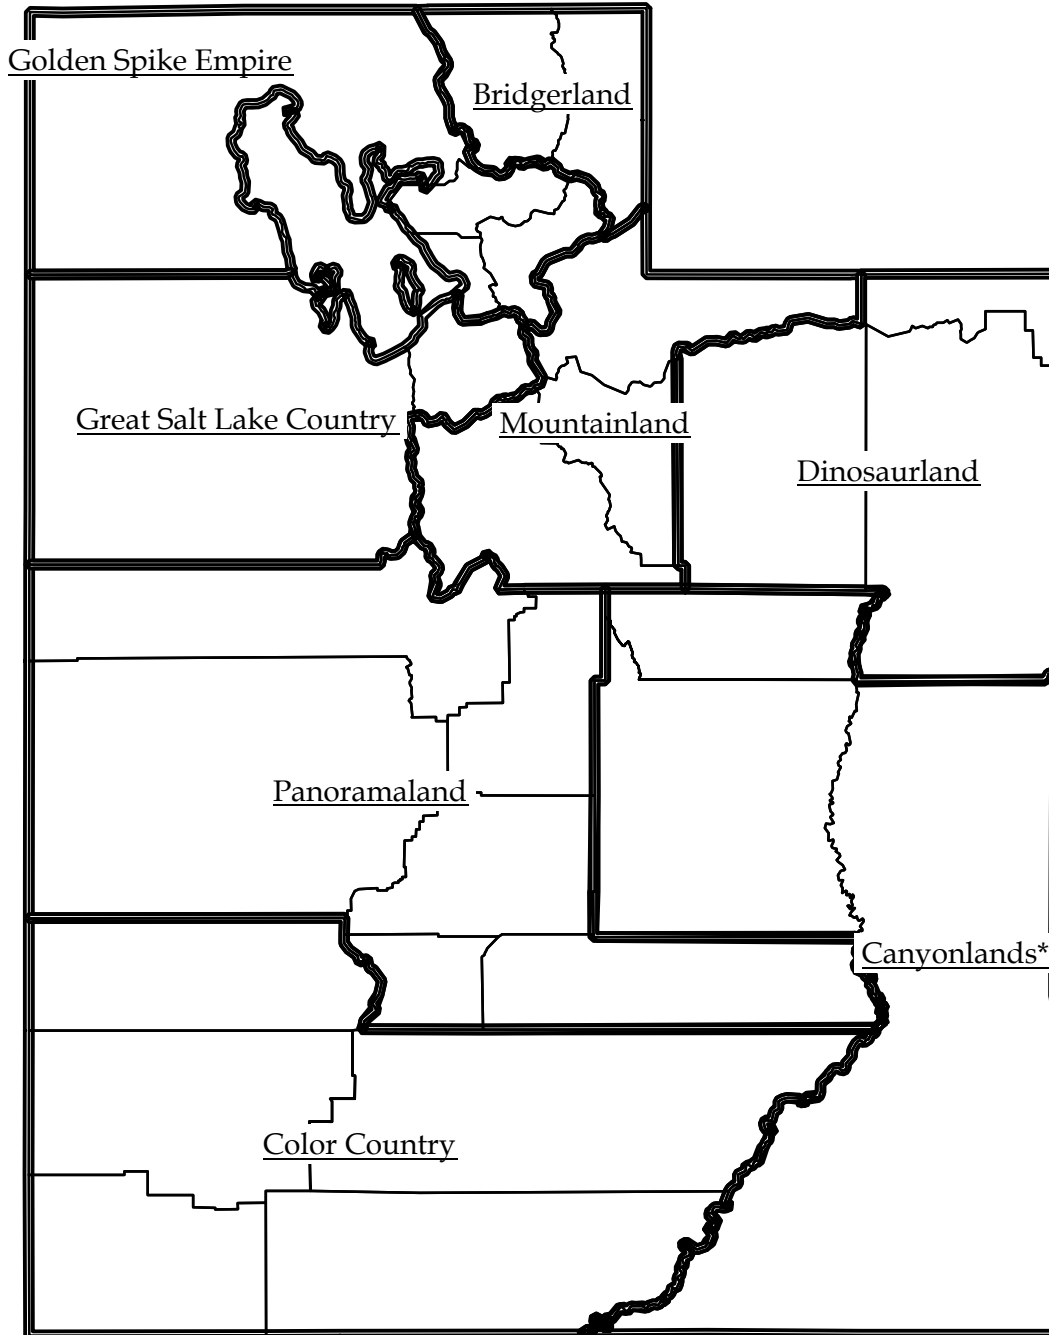 Golden Spike Empire
Bridgerland
Great Salt Lake Country
Mountainland
Dinosaurland
Panoramaland
Canyonlands*
Color Country